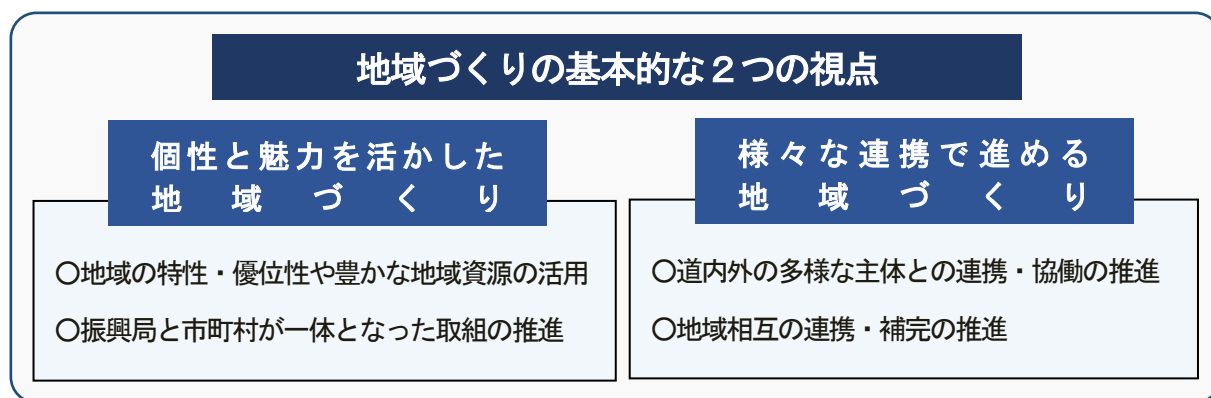 地域づくりの基本的な２つの視点
個性と魅力を活かした
地域づくり
〇地域の特性・優位性や豊かな地域資源の活用
〇振興局と市町村が一体となった取組の推進
様々な連携で進める
地域づくり
〇道内外の多様な主体との連携・協働の推進
〇地域相互の連携・補完の推進